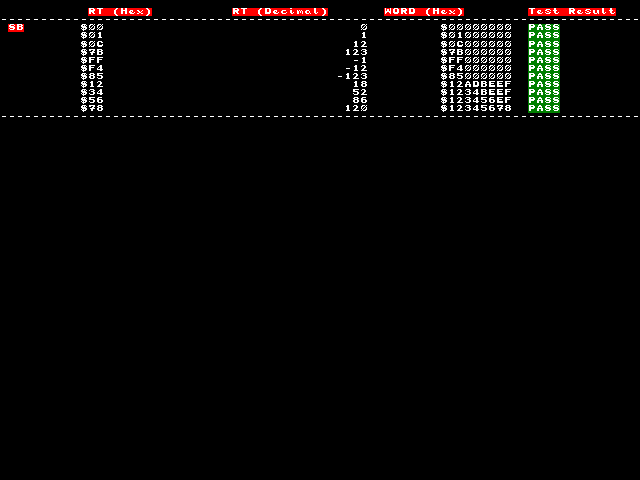 RT (Hex) RT (Decimal) WORD (Hex) Test Result
SB $00 0 $00000000 PASS
$01 1 $01000000 PASS
$0C 12 $0C000000 PASS
$7B 123 $7B000000 PASS
$FF -1 $FF000000 PASS
$F4 -12 $F4000000 PASS
$85 -123 $85000000 PASS
$12 18 $12ADBEEF PASS
$34 52 $1234BEEF PASS
$56 86 $123456EF PASS
$78 120 $12345678 PASS